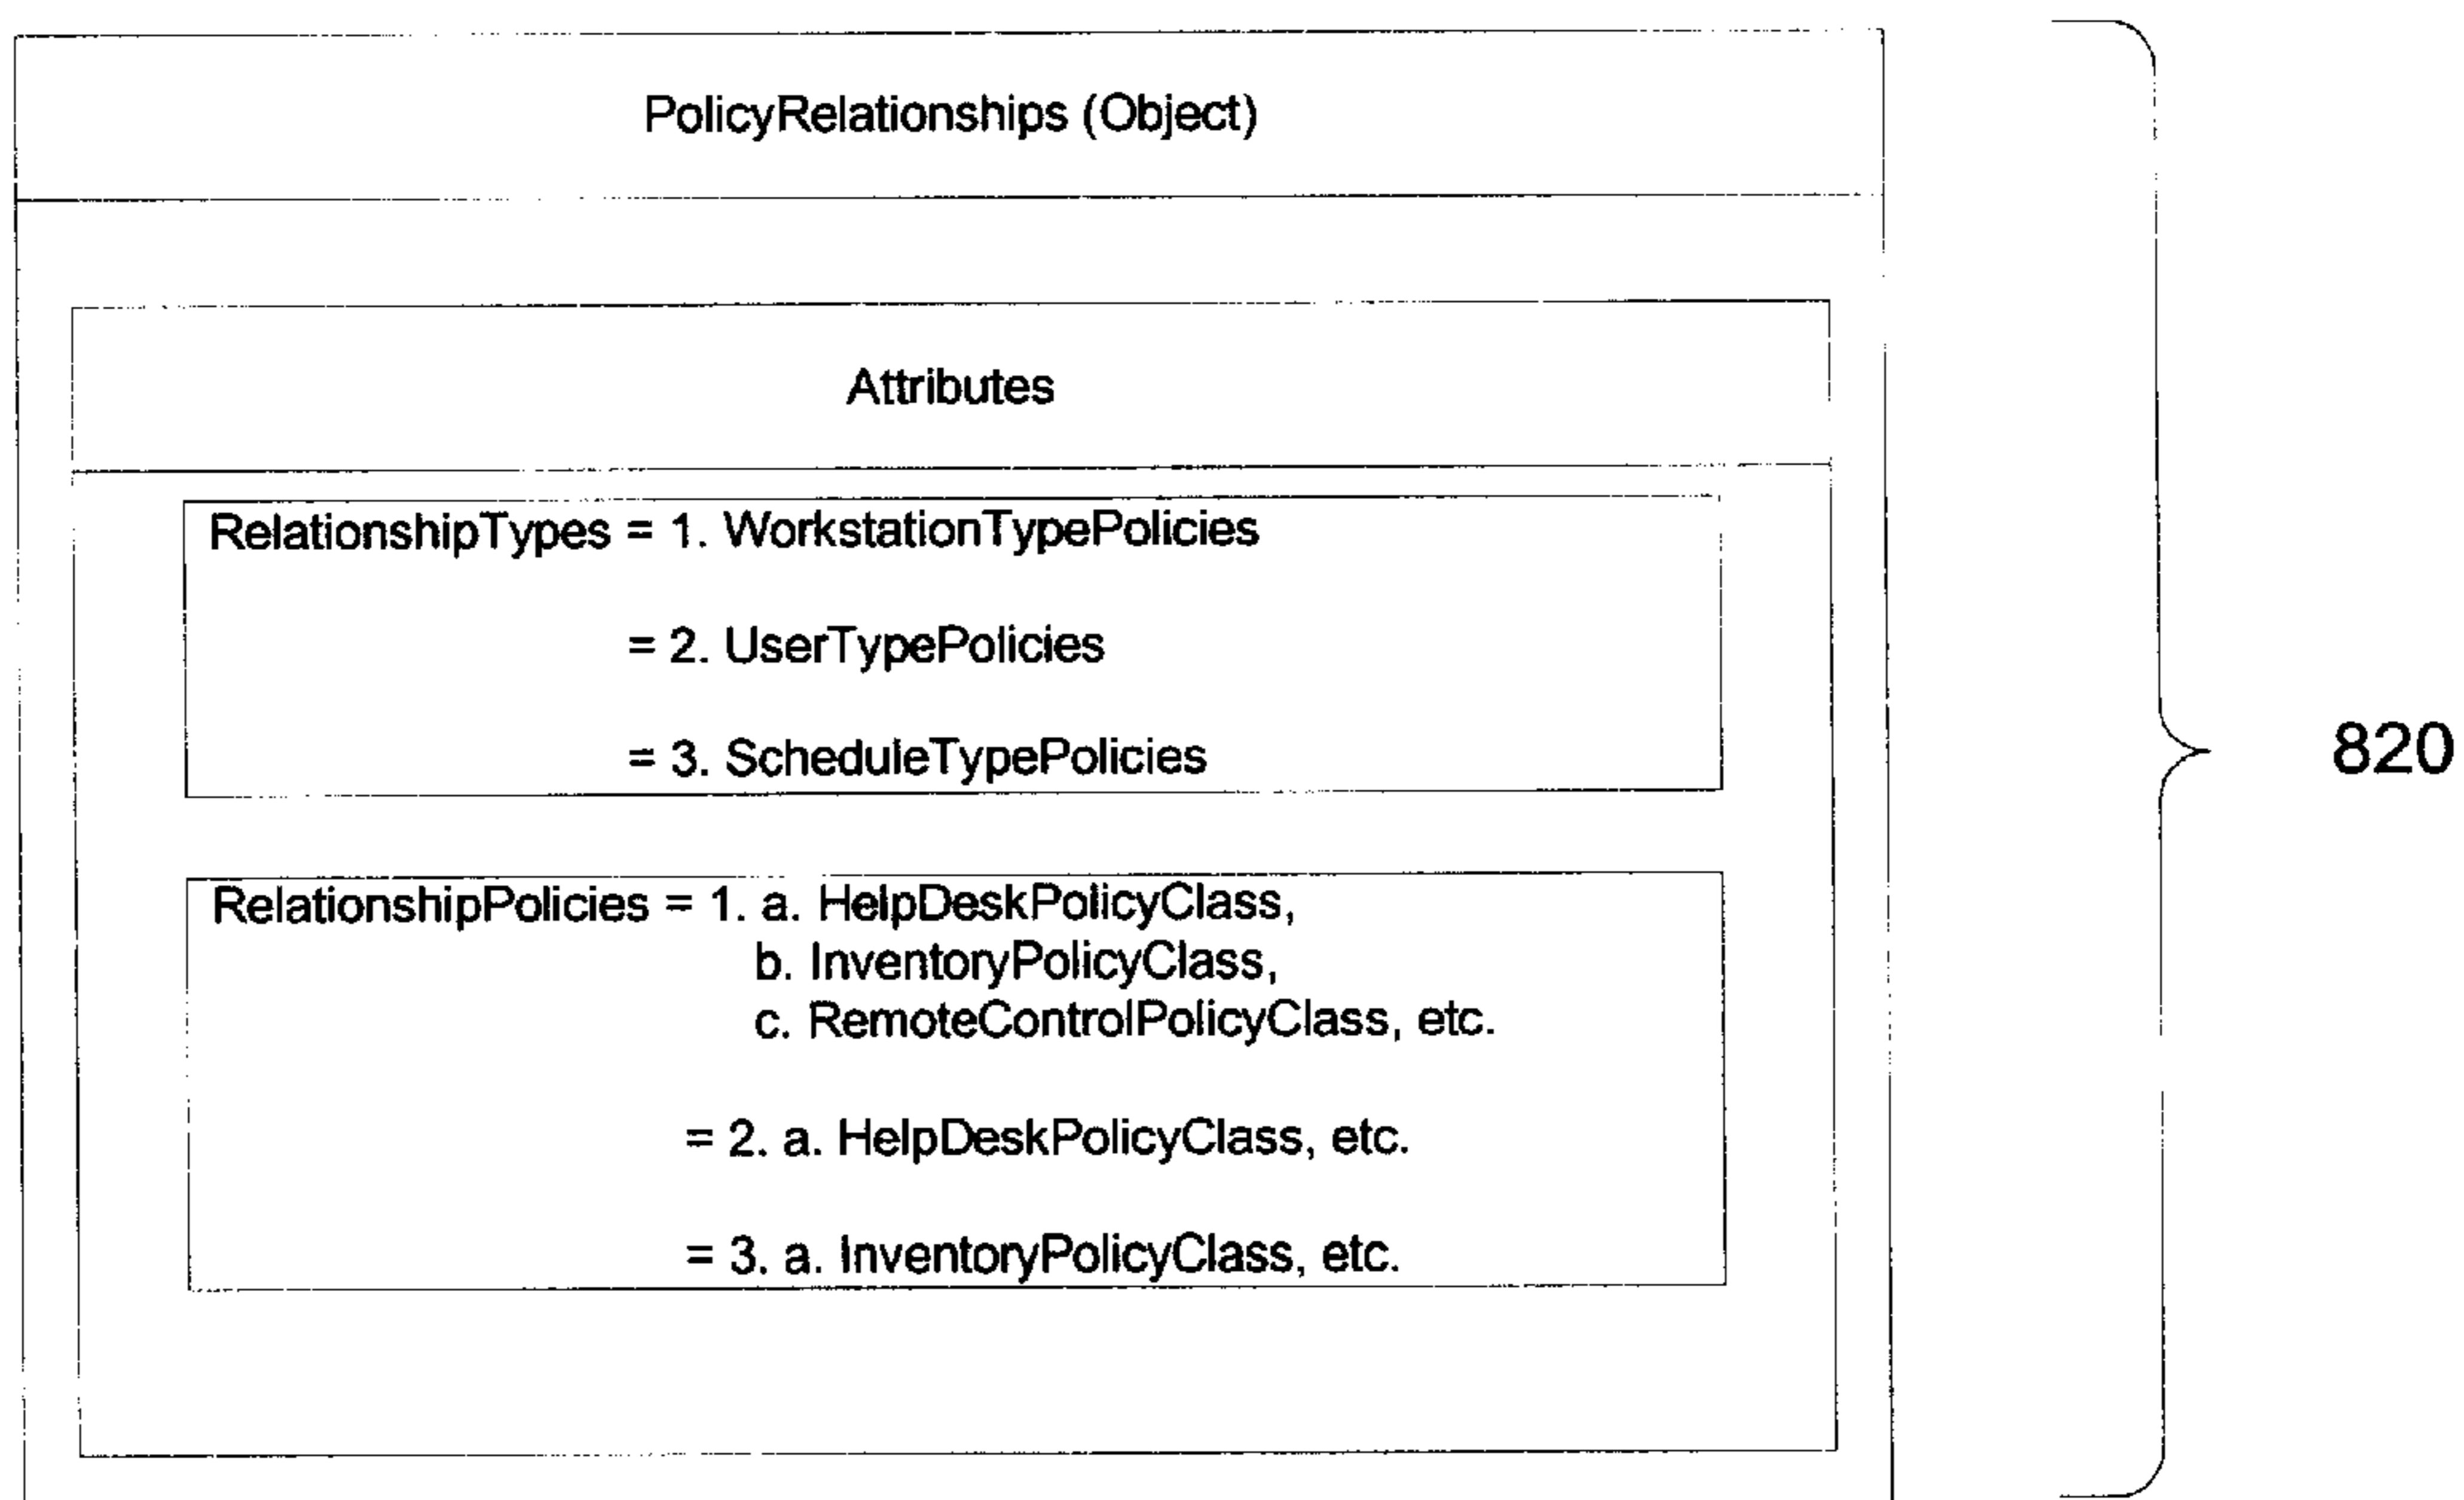 PolicyRelationships (Object)
Attributes
RelationshipTypes = 1. WorkstationTypePolicies
= 2. UserTypePolicies
= 3. ScheduleTypePolicies
820
RelationshipPolicies = 1. a. HelpDeskPolicyClass,
b. InventoryPolicyClass,
c. RemoteControlPolicyClass, etc.
= 2. a. HelpDeskPolicyClass, etc.
= 3. a. InventoryPolicyClass, etc.